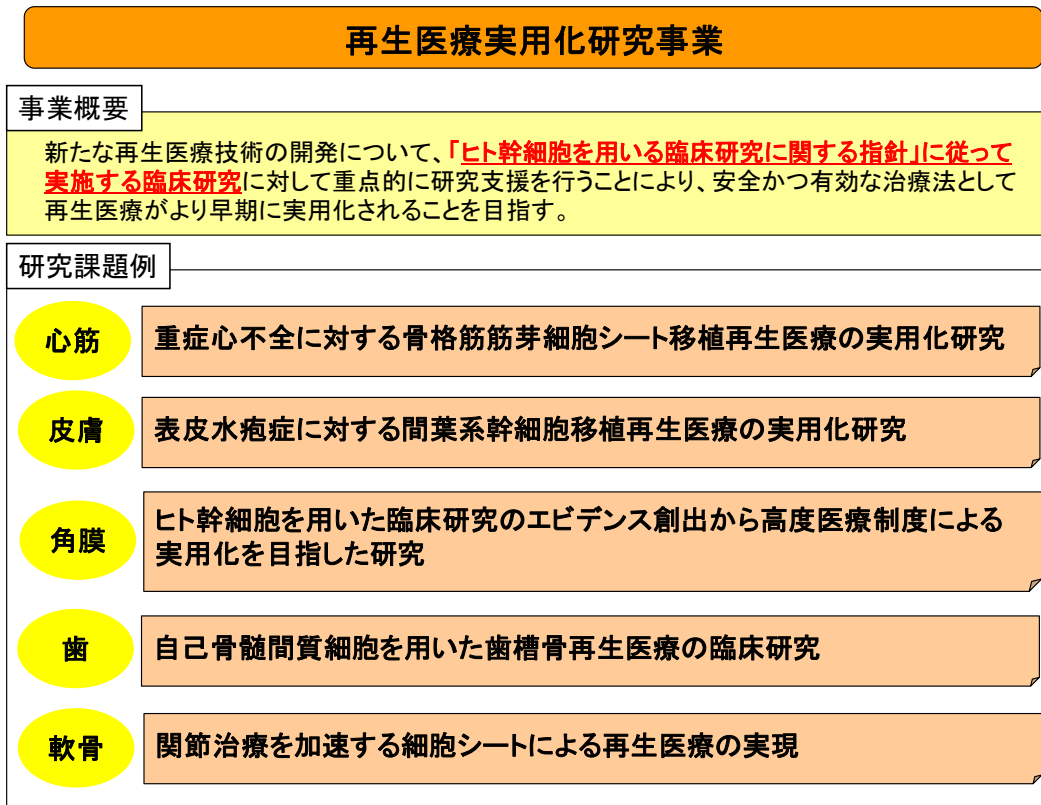 再生医療実用化研究事業
事業概要
新たな再生医療技術の開発について、「ヒト幹細胞を用いる臨床研究に関する指針」に従って
実施する臨床研究に対して重点的に研究支援を行うことにより、安全かつ有効な治療法として
再生医療がより早期に実用化されることを目指す。
研究課題例
心筋
重症心不全に対する骨格筋筋芽細胞シート移植再生医療の実用化研究
皮膚
表皮水疱症に対する間葉系幹細胞移植再生医療の実用化研究
角膜
ヒト幹細胞を用いた臨床研究のエビデンス創出から高度医療制度による
実用化を目指した研究
歯
自己骨髄間質細胞を用いた歯槽骨再生医療の臨床研究
軟骨
関節治療を加速する細胞シートによる再生医療の実現